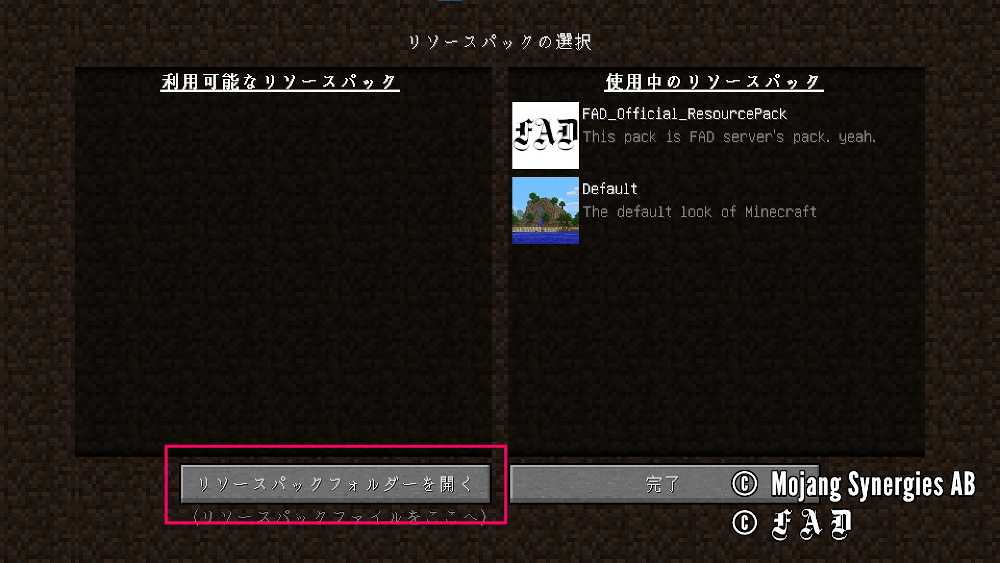 リソースパックの選択
利用可能なリソースパック
使用中のリソースパック
FAD
FAD_Official_ResourcePack
This pack is FAD server's pack. yeah.
Default
The default look of Minecraft
リソースパックフォルダーを開く
完了
(リソースパックファイルをここへ)
© Mojang Synergies AB
© FAD